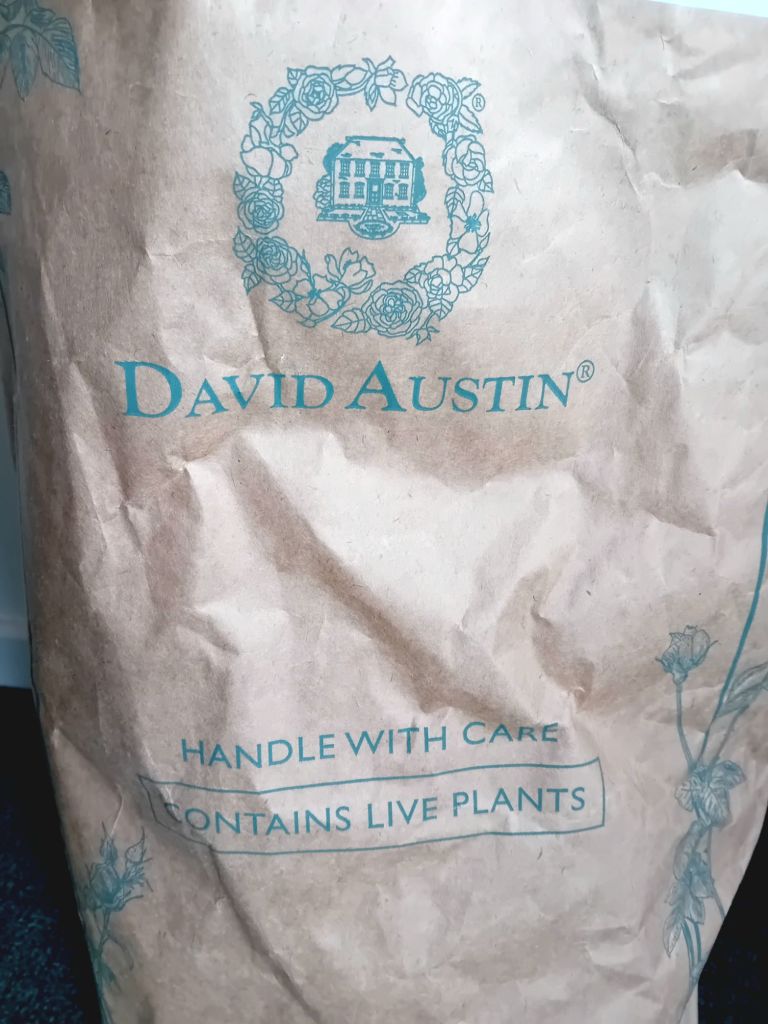 ®
DAVID AUSTIN®
HANDLE WITH CARE
CONTAINS LIVE PLANTS